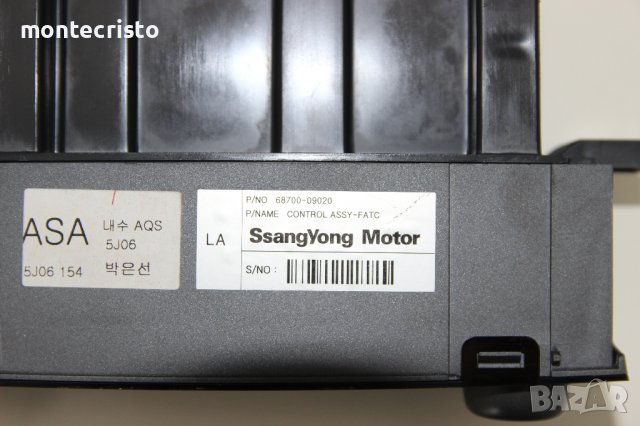 montecristo
ASA 내수 AQS
5J06
5J06 154 박은선
P/NO 68700-09020
P/NAME CONTROL ASSY-FATC
LA SsangYong Motor
S/NO :
BAZAR